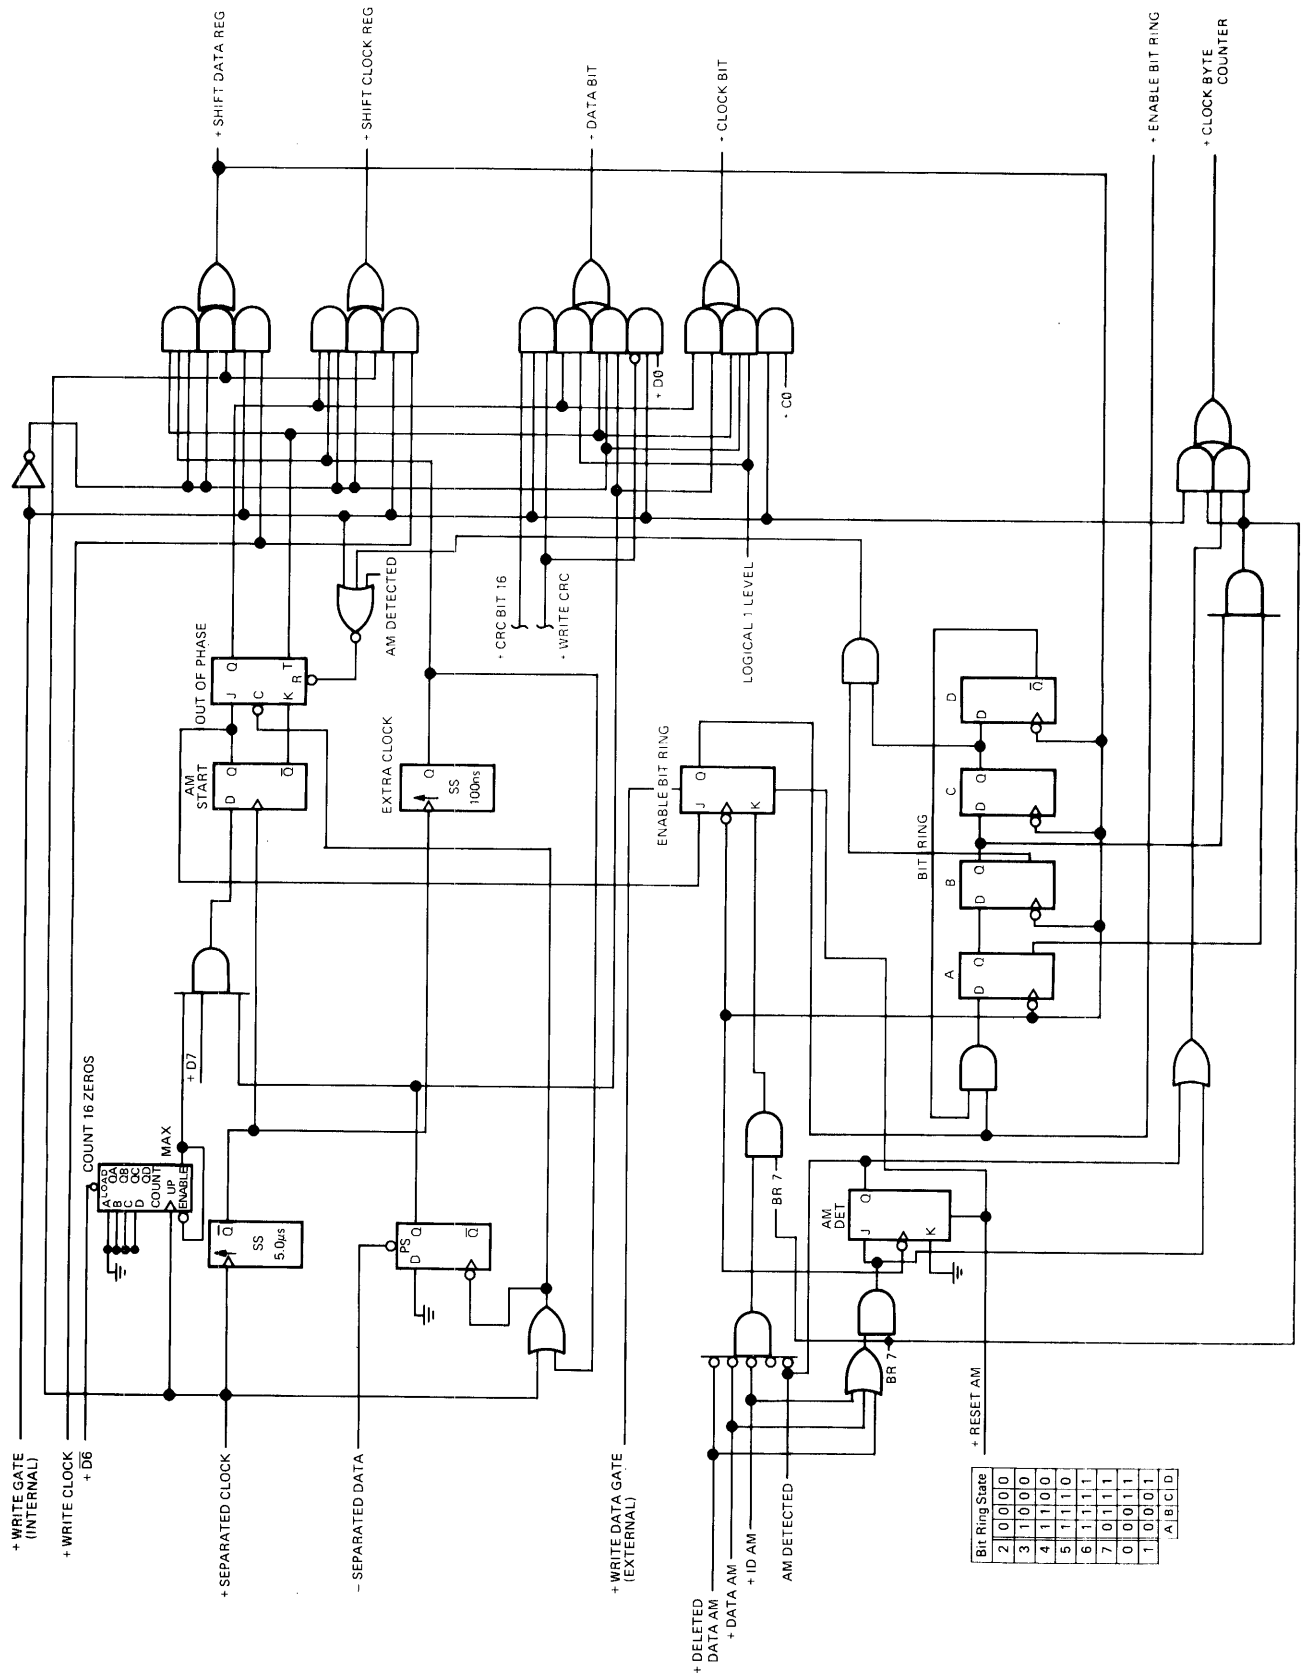 + WRITE GATE
(INTERNAL)
+ WRITE CLOCK
+ D6
+ SEPARATED CLOCK
– SEPARATED DATA
+ WRITE DATA GATE
(EXTERNAL)
+ DELETED
DATA AM
+ DATA AM
+ ID AM
AM DETECTED
+ RESET AM
Bit Ring State
2 0 0 0 0
3 1 0 0 0
4 1 1 0 0
5 1 1 1 0
6 1 1 1 1
7 0 1 1 1
0 0 0 1 1
1 0 0 0 1
A B C D
COUNT 16 ZEROS
A LOAD QA
B QB
C QC
D QD
COUNT
UP
ENABLE
MAX
+ D7
Q
SS
5.0µs
PS
D Q
Q
AM
START
D Q
Q
OUT OF PHASE
J Q
C
K T
R
AM DETECTED
EXTRA CLOCK
Q
SS
100ns
ENABLE BIT RING
J Q
K
BR 7
BR 7
AM
DET
J Q
K
BIT RING
A
D Q
B
D Q
C
D Q
D
D
Q
- CRC BIT 16
- WRITE CRC
LOGICAL 1 LEVEL
+ D0
- C0
+ SHIFT DATA REG
+ SHIFT CLOCK REG
- DATA BIT
- CLOCK BIT
+ ENABLE BIT RING
+ CLOCK BYTE
COUNTER